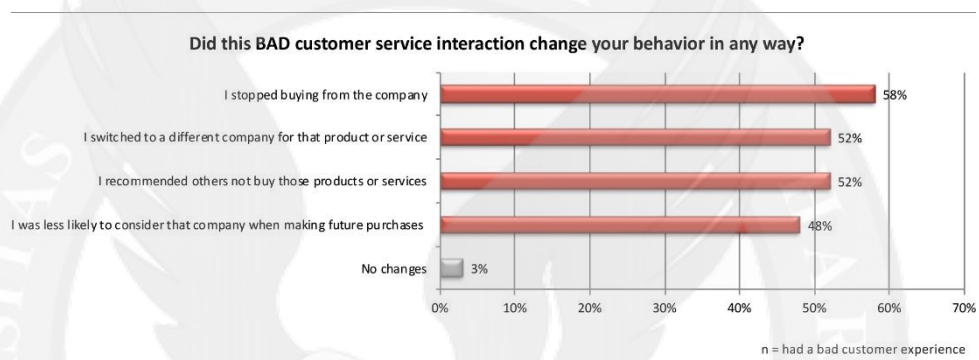 Did this BAD customer service interaction change your behavior in any way?
I stopped buying from the company 58%
I switched to a different company for that product or service 52%
I recommended others not buy those products or services 52%
I was less likely to consider that company when making future purchases 48%
No changes 3%
0% 10% 20% 30% 40% 50% 60% 70%
n = had a bad customer experience